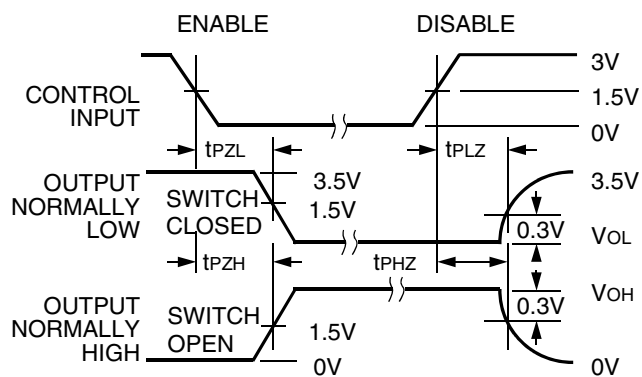 ENABLE DISABLE
3V
CONTROL
INPUT
1.5V
0V
tPZL tPLZ
OUTPUT
NORMALLY
LOW
SWITCH
CLOSED
3.5V
1.5V
3.5V
0.3V
VOL
tPZH tPHZ
OUTPUT
NORMALLY
HIGH
SWITCH
OPEN
1.5V
0V
VOH
0.3V
0V